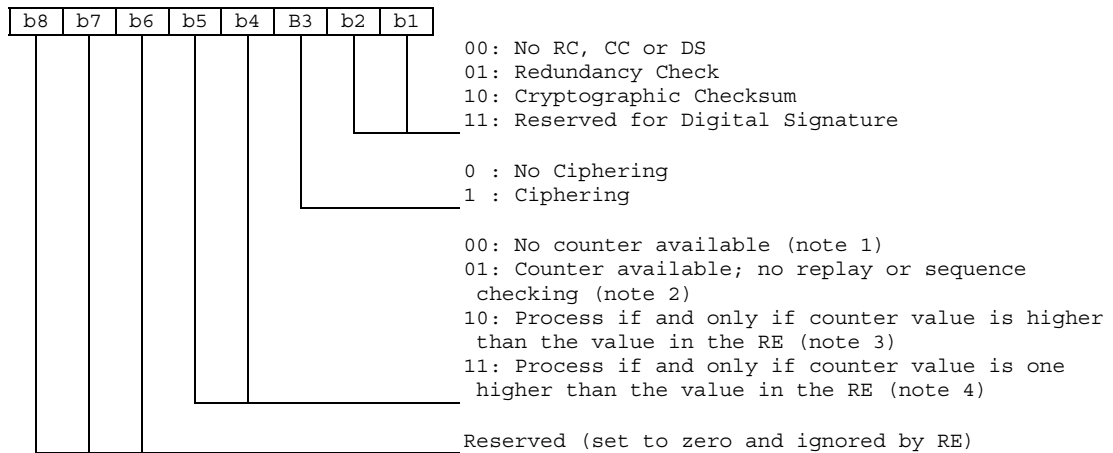 b8 b7 b6 b5 b4 B3 b2 b1
00: No RC, CC or DS
01: Redundancy Check
10: Cryptographic Checksum
11: Reserved for Digital Signature
0 : No Ciphering
1 : Ciphering
00: No counter available (note 1)
01: Counter available; no replay or sequence
checking (note 2)
10: Process if and only if counter value is higher
than the value in the RE (note 3)
11: Process if and only if counter value is one
higher than the value in the RE (note 4)
Reserved (set to zero and ignored by RE)